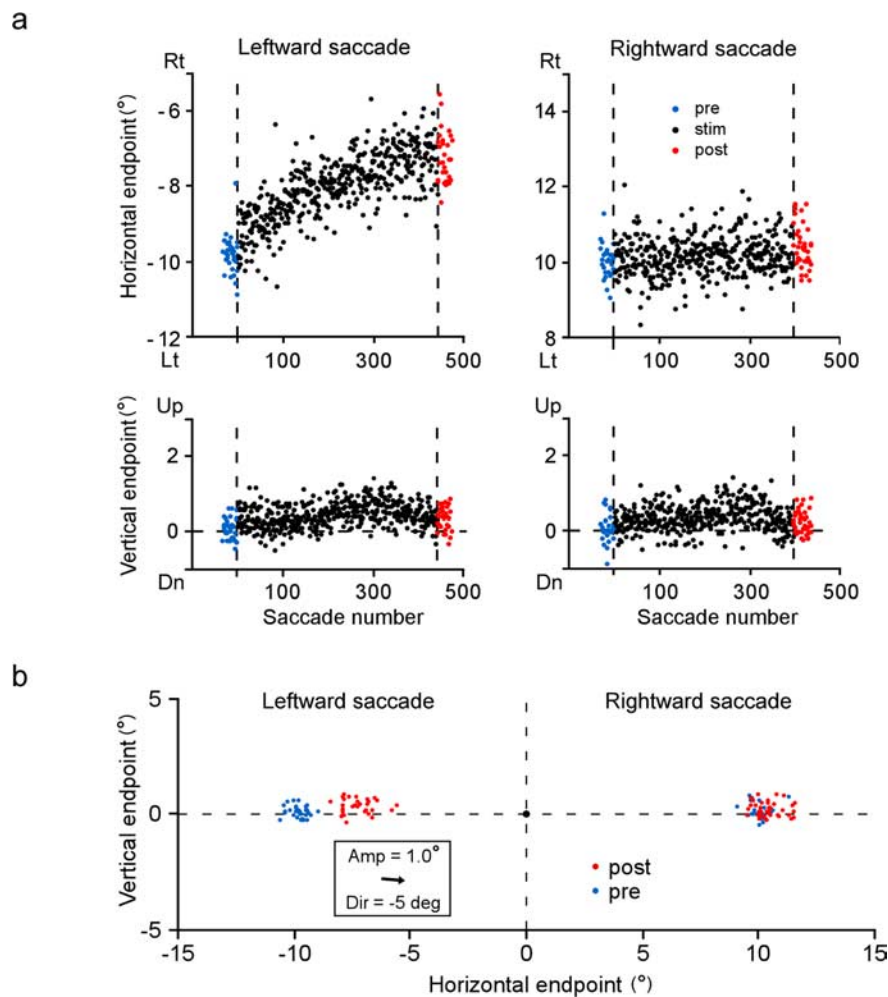 a
Leftward saccade
Rightward saccade
Rt
Rt
Horizontal endpoint(°)
-6
-8
-10
-12
14
12
10
8
pre
stim
post
Lt
100
300
500
Lt
100
300
500
Vertical endpoint(°)
Up
2
0
Dn
100
300
500
Saccade number
Up
2
0
Dn
100
300
500
Saccade number
b
Leftward saccade
Rightward saccade
Vertical endpoint(°)
5
0
-5
Amp = 1.0°
Dir = -5 deg
post
pre
-15
-10
-5
0
5
10
15
Horizontal endpoint (°)